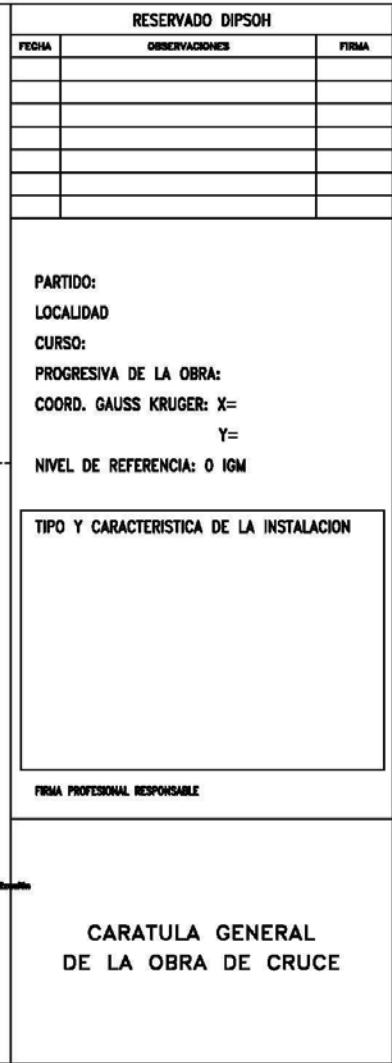 RESERVADO DIPSOH
FECHA OBSERVACIONES FIRMA
PARTIDO:
LOCALIDAD
CURSO:
PROGRESIVA DE LA OBRA:
COORD. GAUSS KRUGER: X=
Y=
NIVEL DE REFERENCIA: 0 IGM
TIPO Y CARACTERISTICA DE LA INSTALACION
FIRMA PROFESIONAL RESPONSABLE
CARATULA GENERAL
DE LA OBRA DE CRUCE